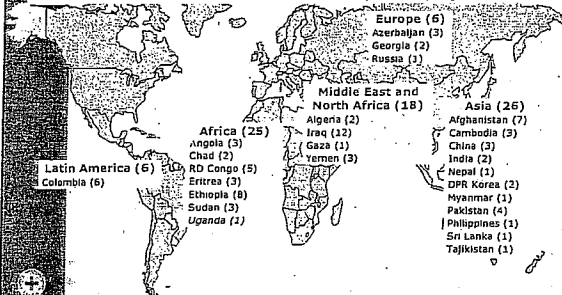 Europe (6)
Azerbaijan (3)
Georgia (2)
Russia (1)
Middle East and
North Africa (18)
Algeria (2)
Iraq (12)
Gaza (1)
Yemen (3)
Asia (26)
Afghanistan (7)
Cambodia (3)
China (3)
India (2)
Nepal (1)
DPR Korea (2)
Myanmar (1)
Pakistan (4)
Philippines (1)
Sri Lanka (1)
Tajikistan (1)
Africa (25)
Angola (3)
Chad (2)
RD Congo (5)
Eritrea (3)
Ethiopia (8)
Sudan (3)
Uganda (1)
Latin America (6)
Colombia (6)